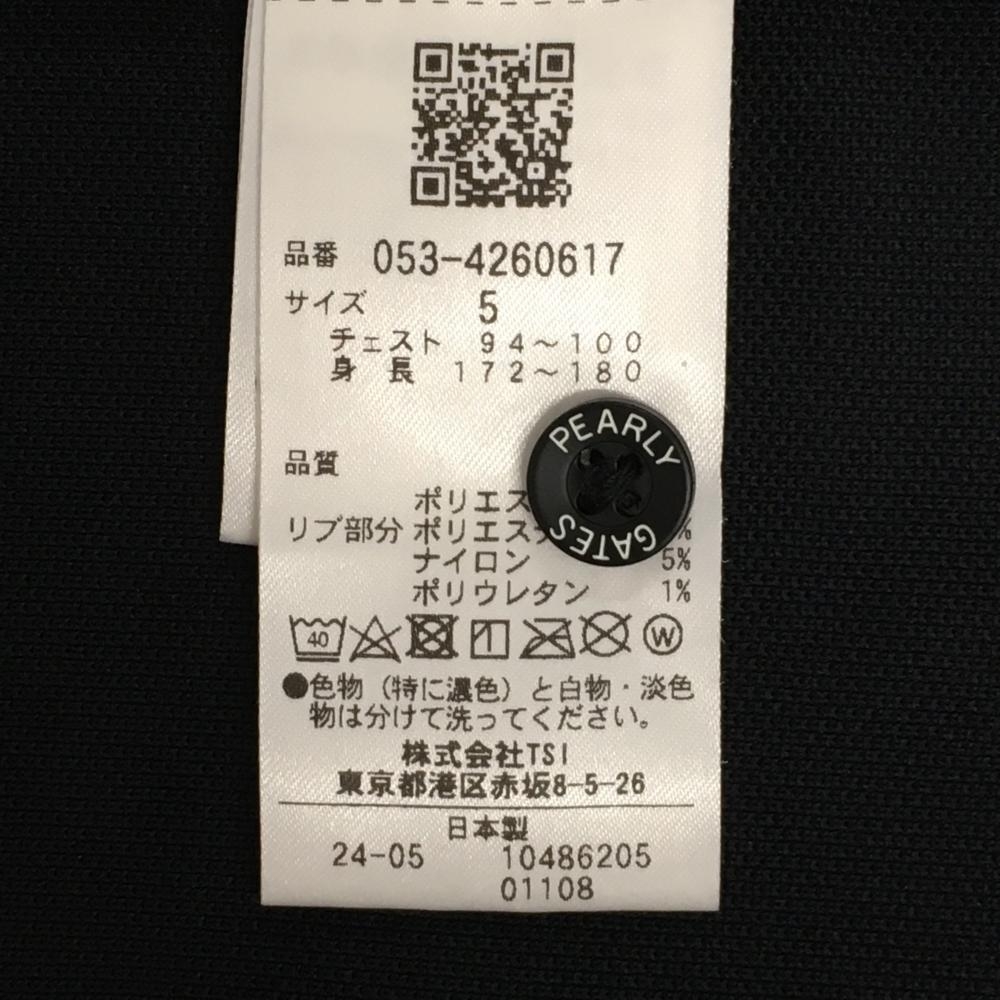 品番 053-4260617
サイズ 5
チェスト 94～100
身長 172～180
PEARLY
GATES
品質
ポリエス
リブ部分 ポリエス
ナイロン 5%
ポリウレタン 1%
40 1 W
●色物（特に濃色）と白物・淡色
物は分けて洗ってください。
株式会社TSI
東京都港区赤坂8-5-26
日本製
24-05 10486205
01108